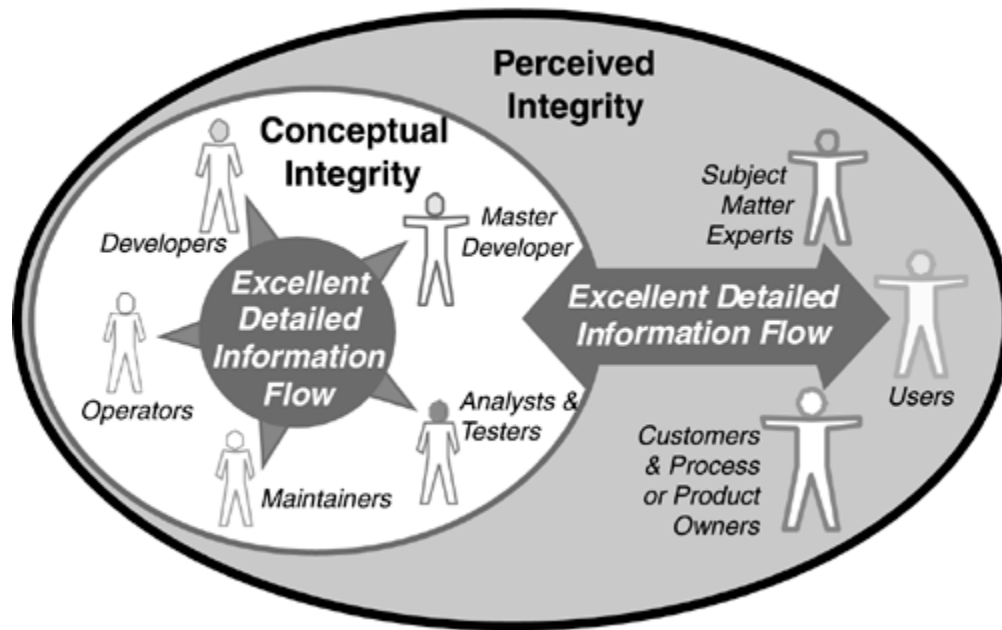 Perceived
Integrity
Conceptual
Integrity
Developers
Master
Developer
Excellent
Detailed
Information
Flow
Operators
Analysts &
Testers
Maintainers
Subject
Matter
Experts
Excellent Detailed
Information Flow
Users
Customers
& Process
or Product
Owners